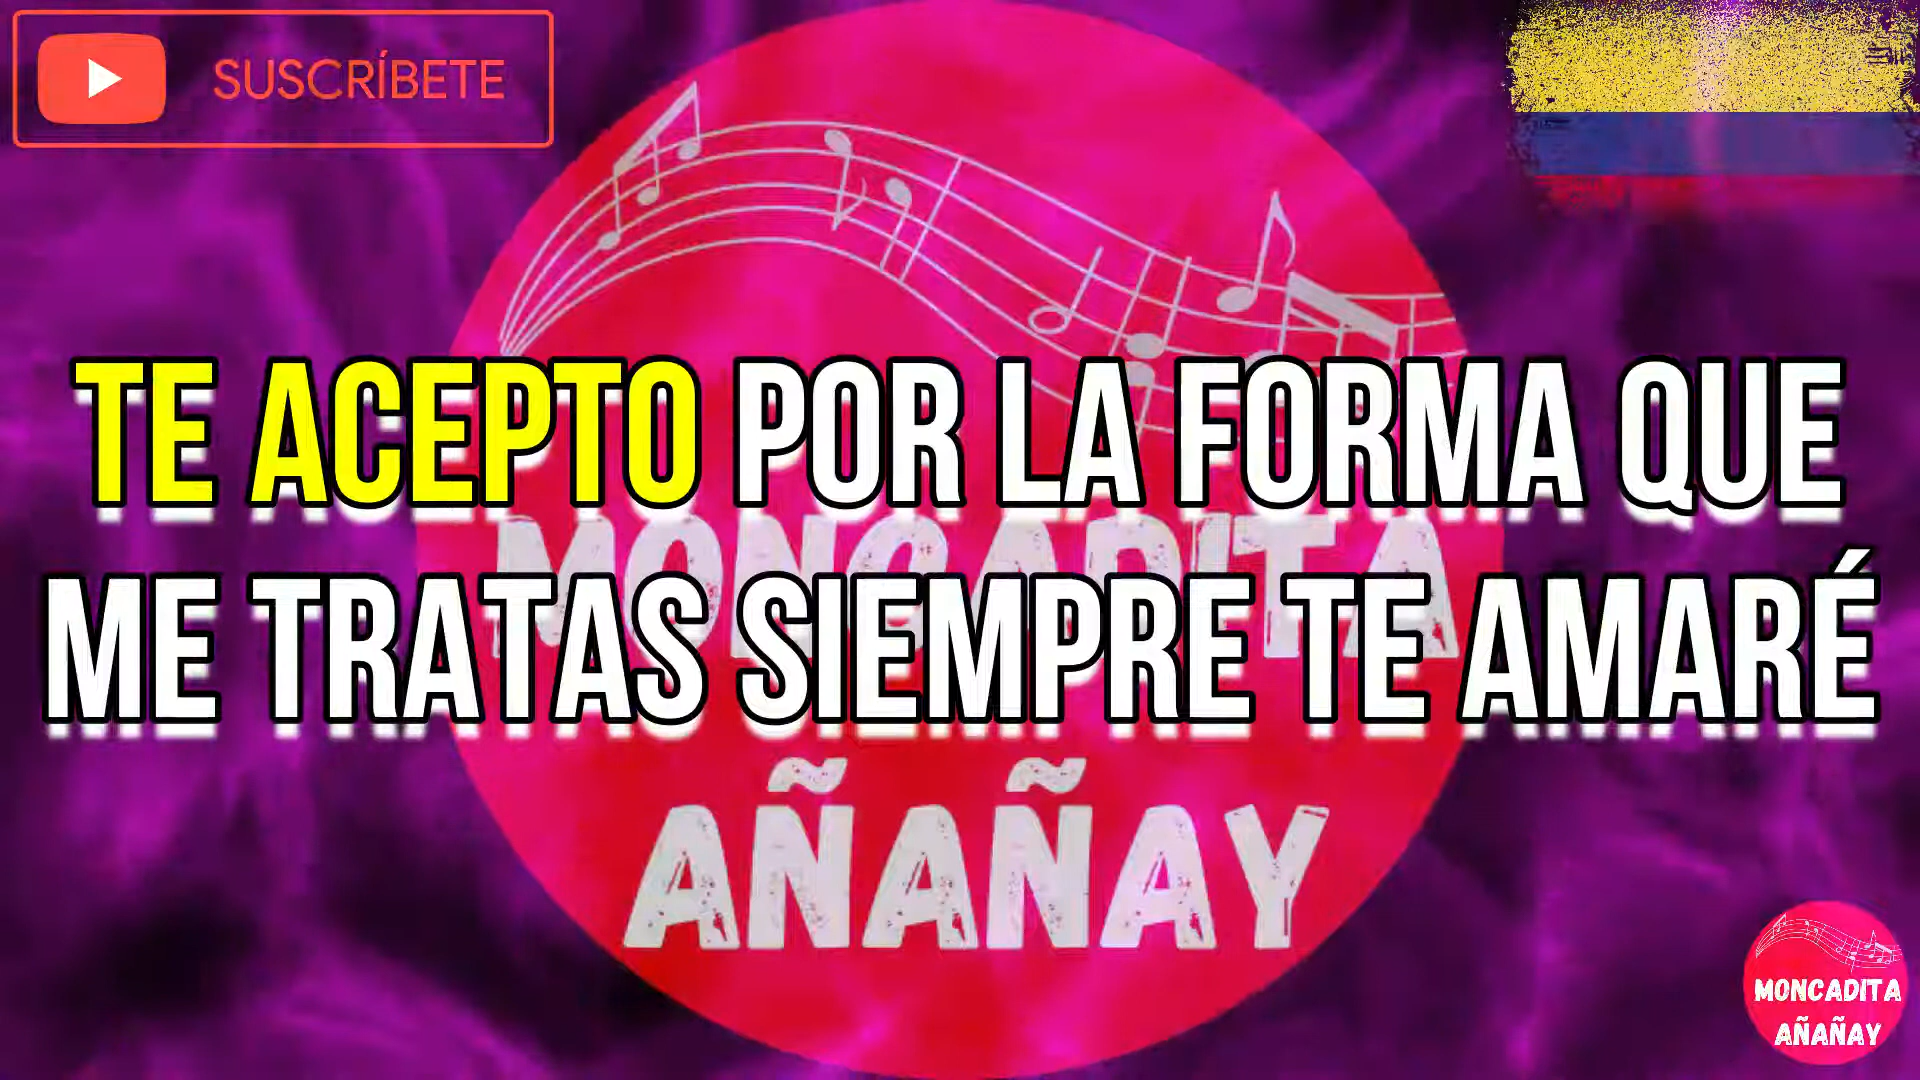 SUSCRÍBETE
TE ACEPTO POR LA FORMA QUE
MONCADITA
ME TRATAS SIEMPRE TE AMARÉ
AÑAÑAY
MONCADITA
AÑAÑAY